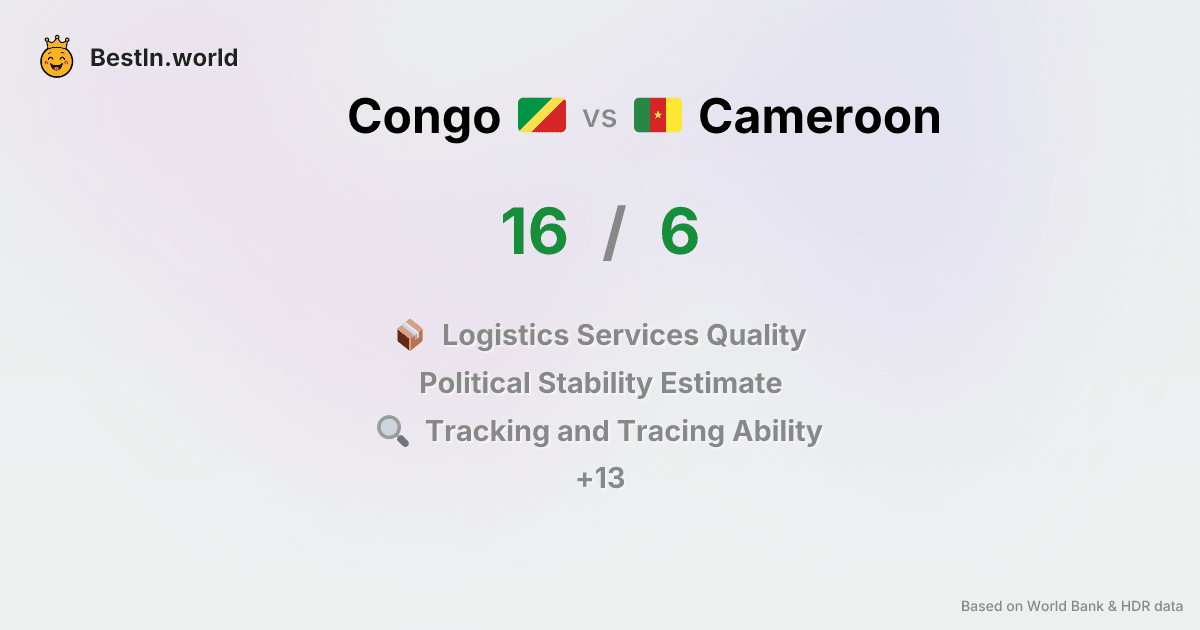 BestIn.world
Congo vs Cameroon
16 / 6
Logistics Services Quality
Political Stability Estimate
Tracking and Tracing Ability
+13
Based on World Bank & HDR data